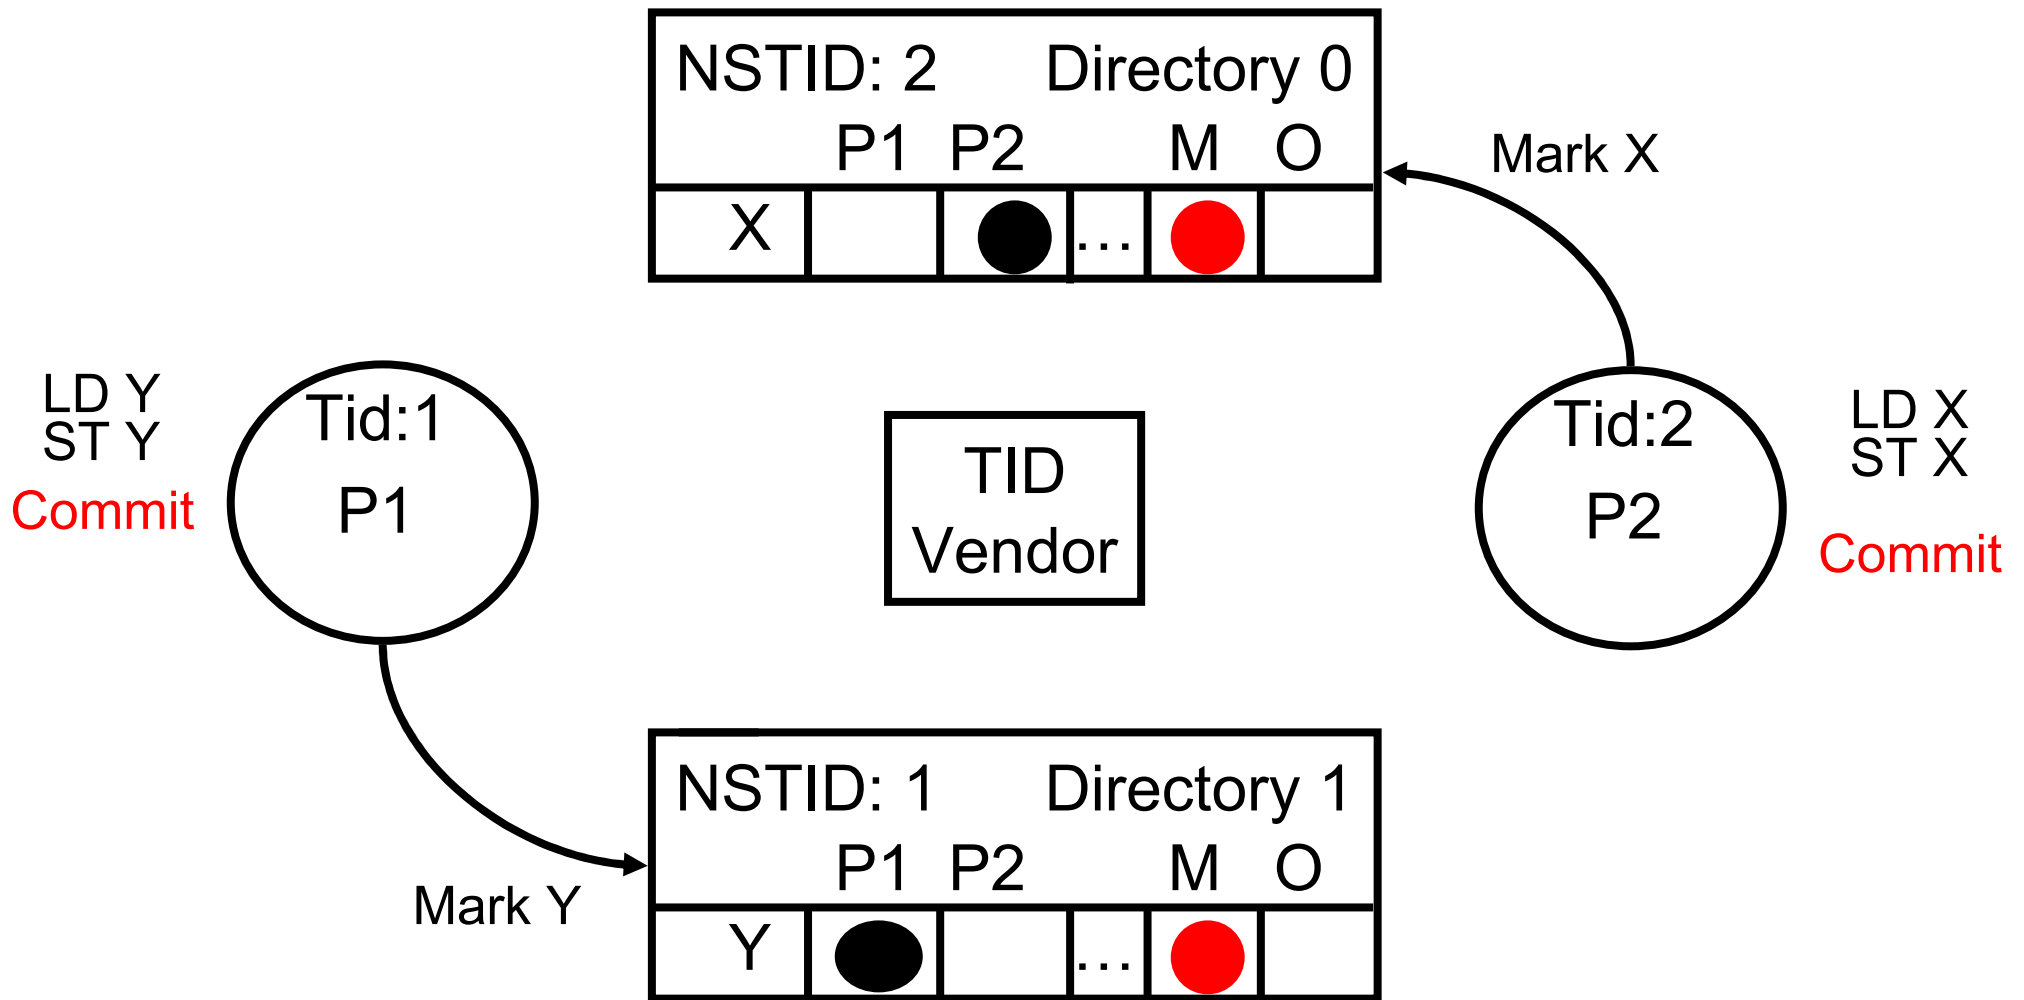 NSTID: 2 Directory 0
P1 P2 M O
X ...
Mark X
LD Y
ST Y
Commit
Tid:1
P1
TID
Vendor
Tid:2
P2
LD X
ST X
Commit
Mark Y
NSTID: 1 Directory 1
P1 P2 M O
Y ...